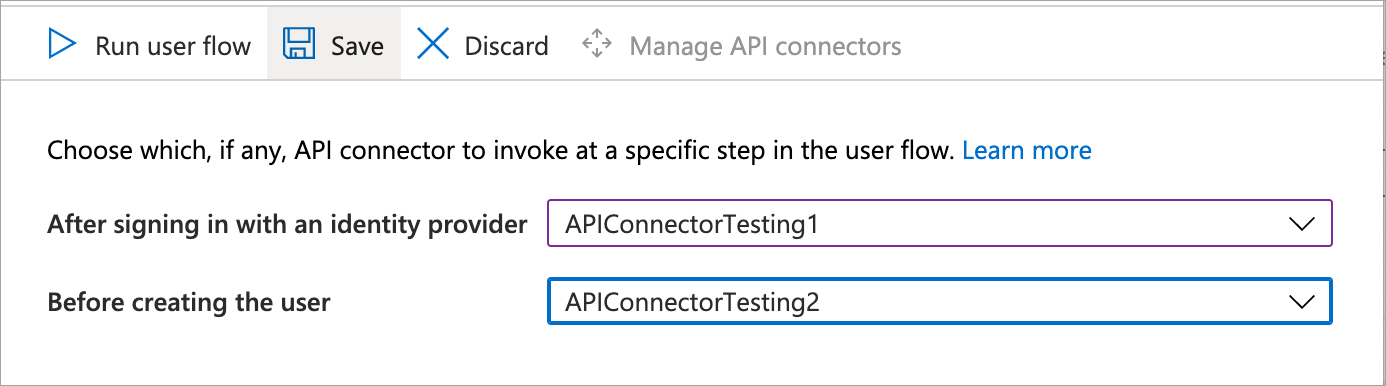 Run user flow Save Discard Manage API connectors
Choose which, if any, API connector to invoke at a specific step in the user flow. Learn more
After signing in with an identity provider APIConnectorTesting1
Before creating the user APIConnectorTesting2